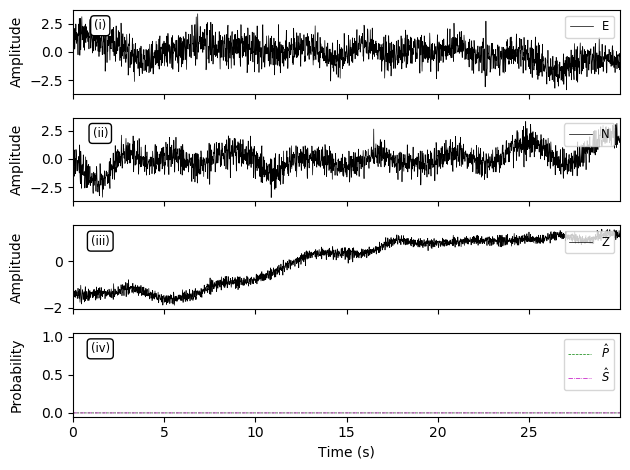 Amplitude
2.5
0.0
−2.5
(i)
E
Amplitude
2.5
0.0
−2.5
(ii)
N
Amplitude
0
−2
(iii)
Z
Probability
1.0
0.5
0.0
(iv)
P̂
Ŝ
0 5 10 15 20 25
Time (s)